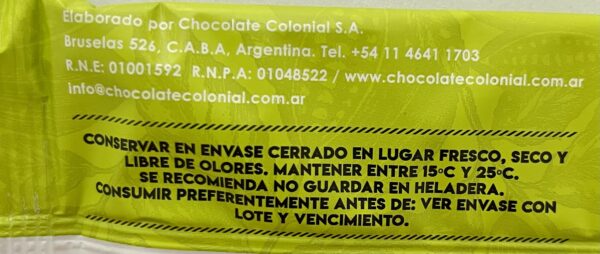 Elaborado por Chocolate Colonial S.A.
Bruselas 526, C.A.B.A, Argentina. Tel. +54 11 4641 1703
R.N.E: 01001592 R.N.P.A: 01048522 / www.chocolatecolonial.com.ar
info@chocolatecolonial.com.ar
CONSERVAR EN ENVASE CERRADO EN LUGAR FRESCO, SECO Y
LIBRE DE OLORES. MANTENER ENTRE 15ºC Y 25ºC.
SE RECOMIENDA NO GUARDAR EN HELADERA.
CONSUMIR PREFERENTEMENTE ANTES DE: VER ENVASE CON
LOTE Y VENCIMIENTO.